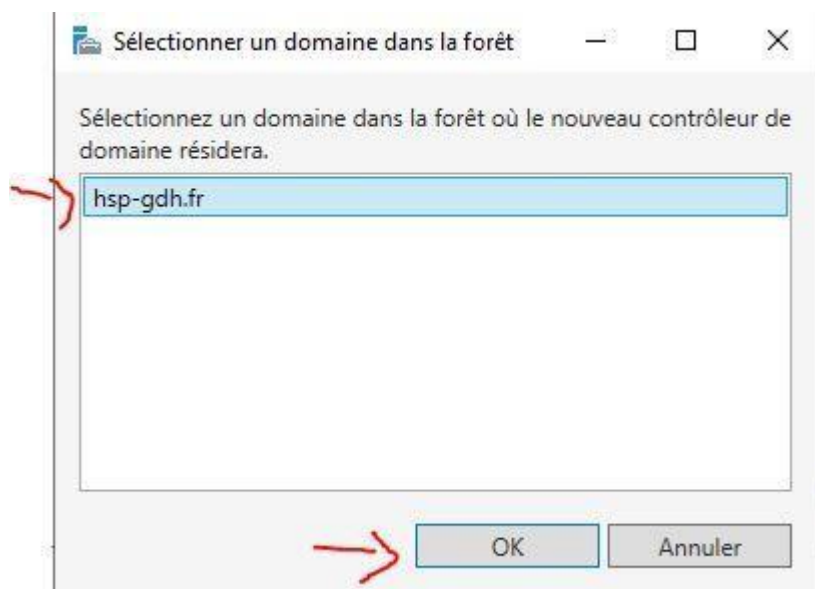 Sélectionner un domaine dans la forêt
Sélectionnez un domaine dans la forêt où le nouveau contrôleur de
domaine résidera.
hsp-gdh.fr
OK
Annuler